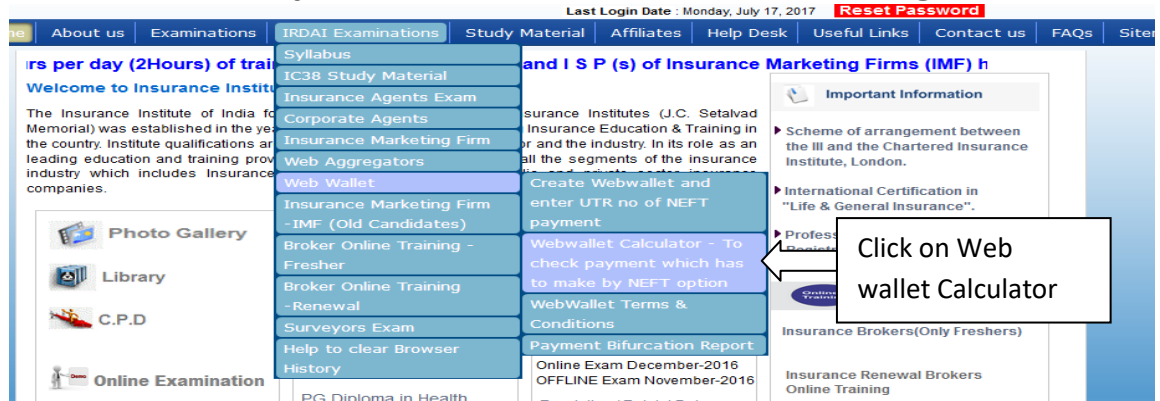 Last Login Date : Monday, July 17, 2017 Reset Password
About us Examinations IRDAI Examinations Study Material Affiliates Help Desk Useful Links Contact us FAQs
rs per day (2Hours) of trai and I S P (s) of Insurance Marketing Firms (IMF) h
Welcome to Insurance Instit
The Insurance Institute of India fo
Memorial) was established in the yea
the country. Institute qualifications ar
leading education and training prov
industry which includes Insurance
companies.
surance Institutes (J.C. Setalvad
Insurance Education & Training in
or and the industry. In its role as an
all the segments of the insurance
Photo Gallery
Library
C.P.D
Online Examination
Syllabus
IC38 Study Material
Insurance Agents Exam
Corporate Agents
Insurance Marketing Firm
Web Aggregators
Web Wallet
Insurance Marketing Firm
-IMF (Old Candidates)
Broker Online Training -
Fresher
Broker Online Training
-Renewal
Surveyors Exam
Help to clear Browser
History
PG Diploma in Health
Create Webwallet and
enter UTR no of NEFT
payment
Webwallet Calculator - To
check payment which has
to make by NEFT option
WebWallet Terms &
Conditions
Payment Bifurcation Report
Online Exam December-2016
OFFLINE Exam November-2016
Important Information
Scheme of arrangement between
the III and the Chartered Insurance
Institute, London.
International Certification in
"Life & General Insurance".
Click on Web
wallet Calculator
Insurance Brokers(Only Freshers)
Insurance Renewal Brokers
Online Training